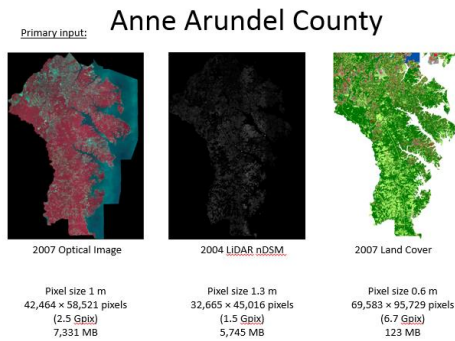 Anne Arundel County
Primary input:
2007 Optical Image
2004 LiDAR nDSM
2007 Land Cover
Pixel size 1 m
42,464 × 58,521 pixels
(2.5 Gpix)
7,331 MB
Pixel size 1.3 m
32,665 × 45,016 pixels
(1.5 Gpix)
5,745 MB
Pixel size 0.6 m
69,583 × 95,729 pixels
(6.7 Gpix)
123 MB